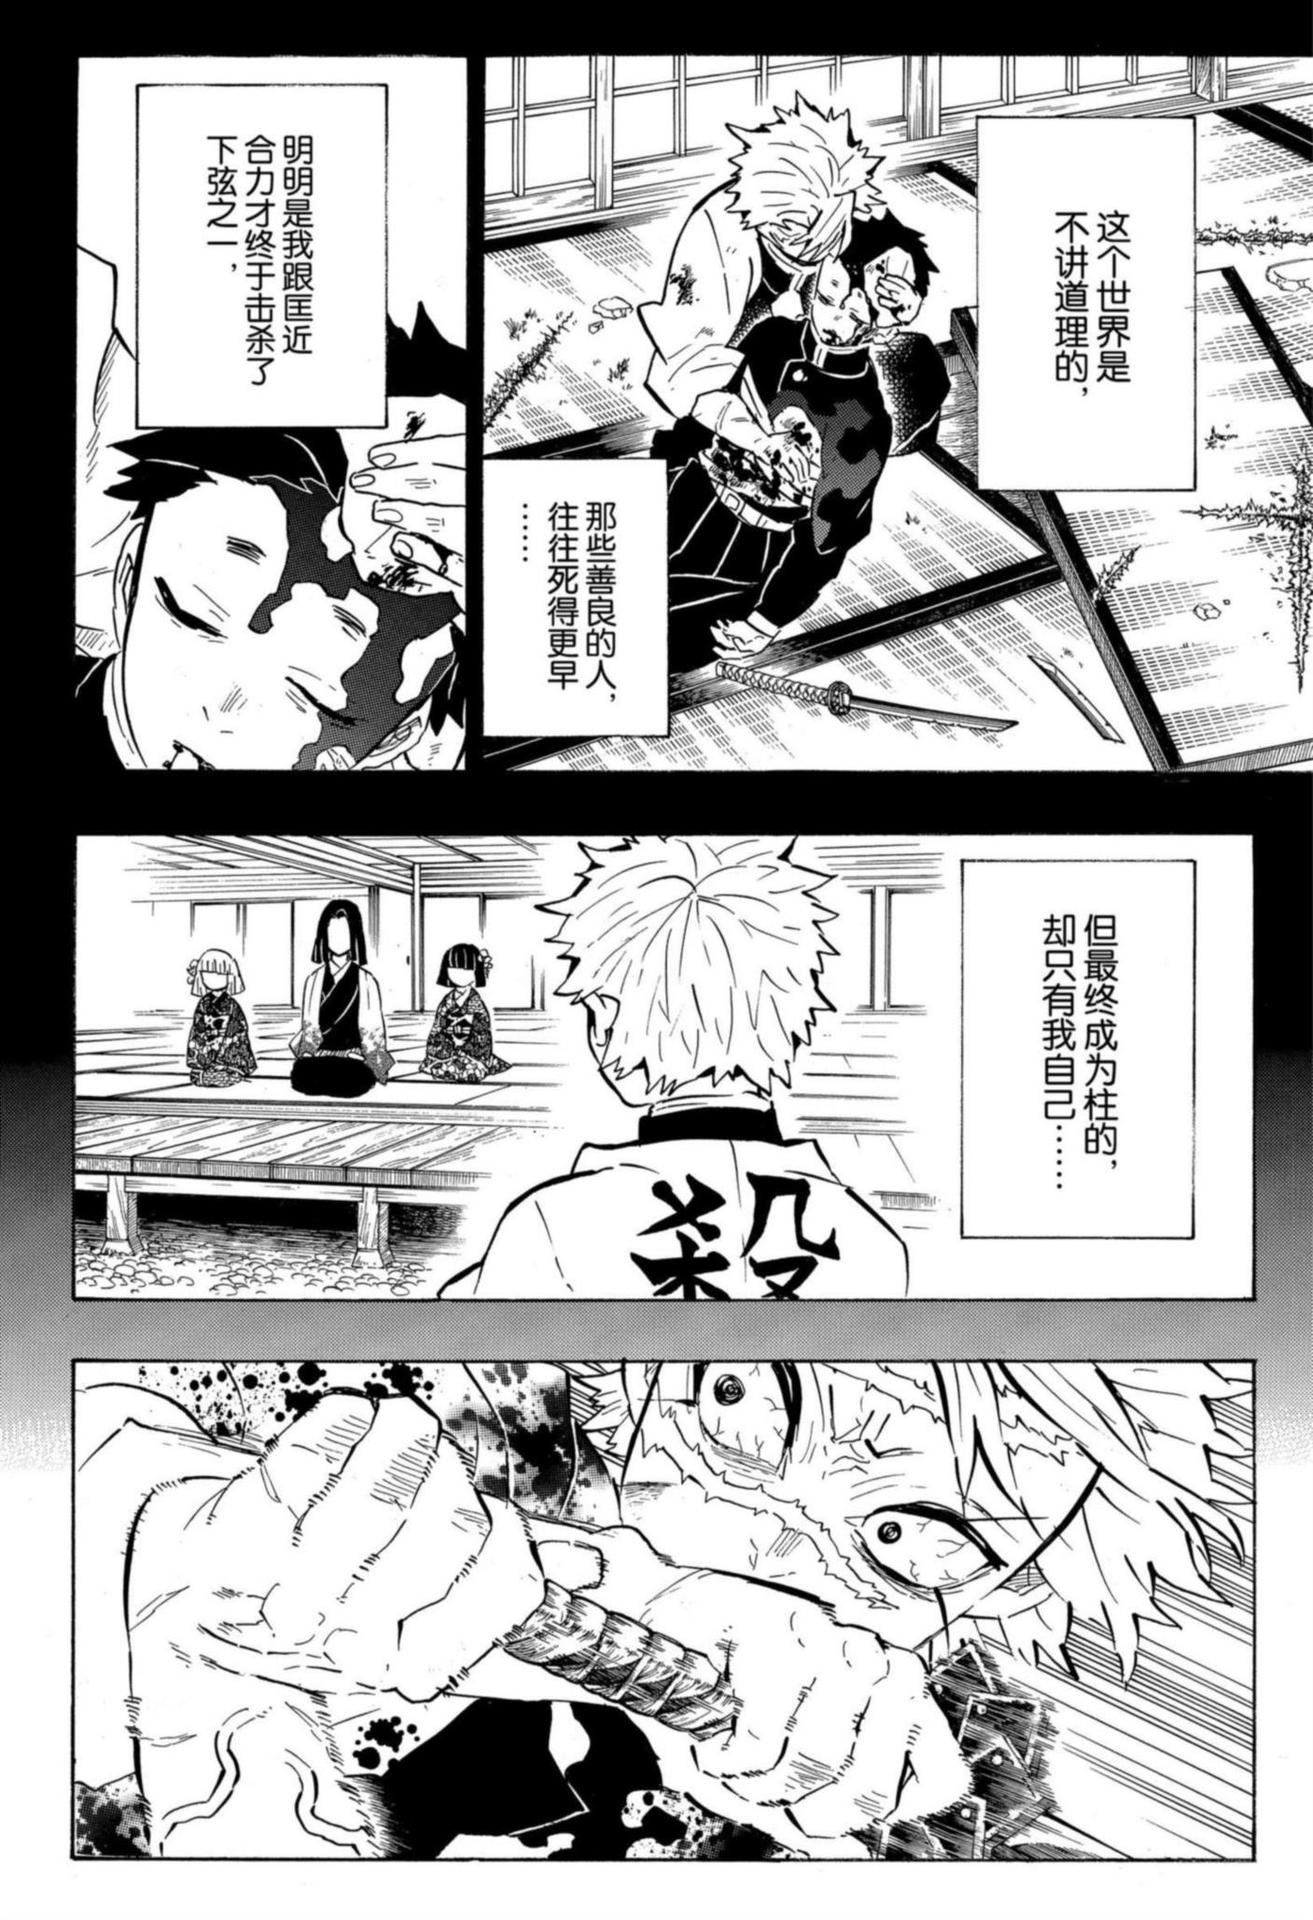 这个世界是
不讲道理的，
那些善良的人，
往往死得更早
……
明明是我跟匡近
合力才终于击杀了
下弦之一，
但最终成为柱的，
却只有我自己……
殺